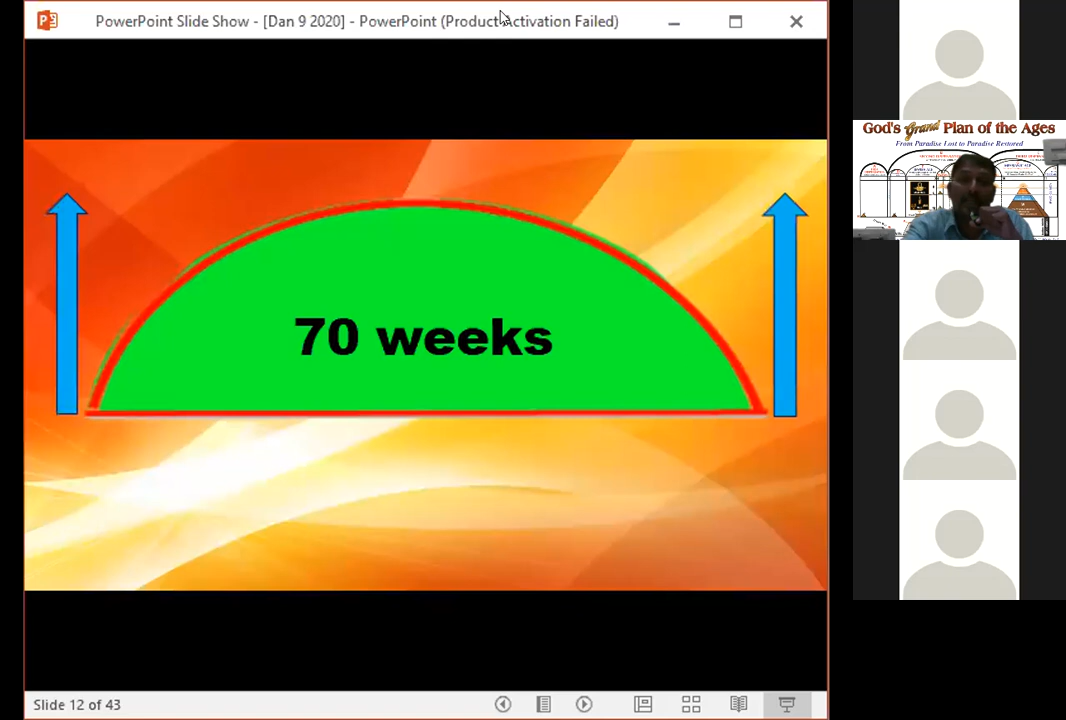 PowerPoint Slide Show - [Dan 9 2020] - PowerPoint (Product Activation Failed)
70 weeks
Slide 12 of 43
God's Grand Plan of the Ages
From Paradise Lost to Paradise Restored